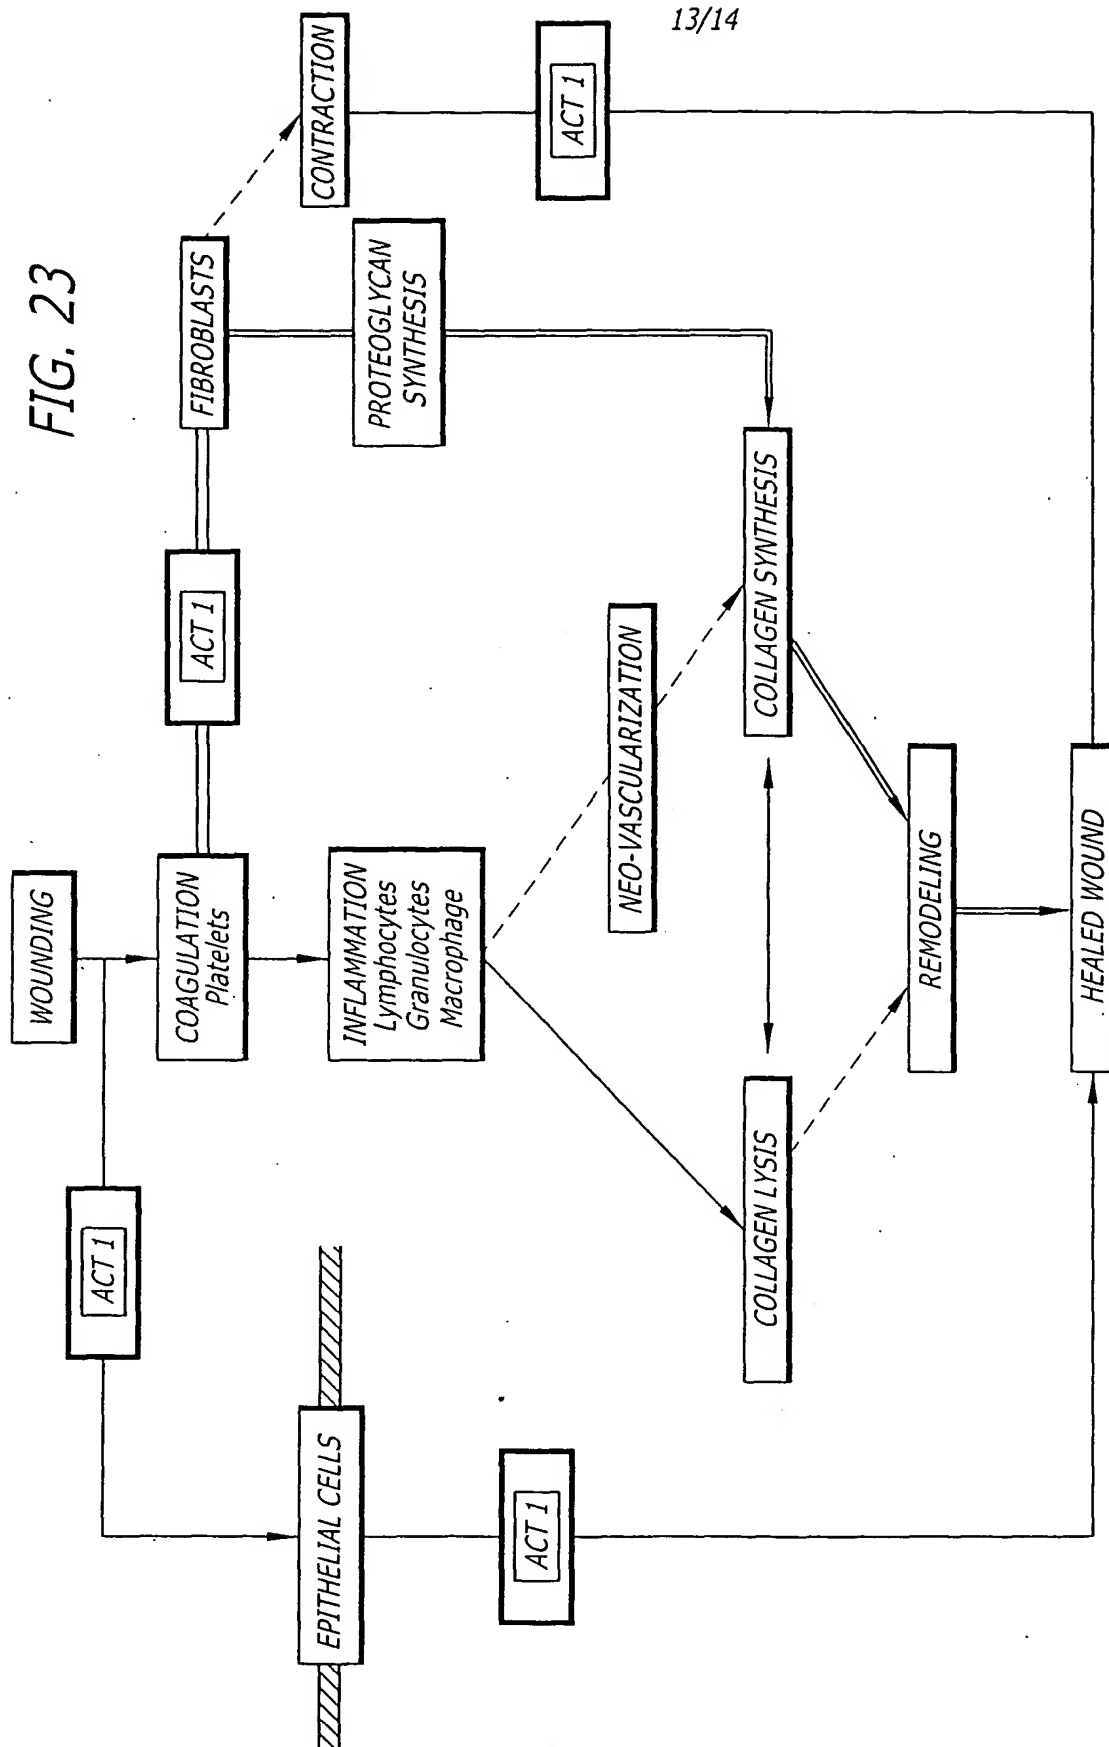 13/14
FIG. 23
WOUNDING
ACT 1
COAGULATION
Platelets
ACT 1
FIBROBLASTS
CONTRACTION
ACT 1
EPITHELIAL CELLS
INFLAMMATION
Lymphocytes
Granulocytes
Macrophage
PROTEOGLYCAN
SYNTHESIS
ACT 1
NEO-VASCULARIZATION
COLLAGEN LYSIS
COLLAGEN SYNTHESIS
REMODELING
HEALED WOUND